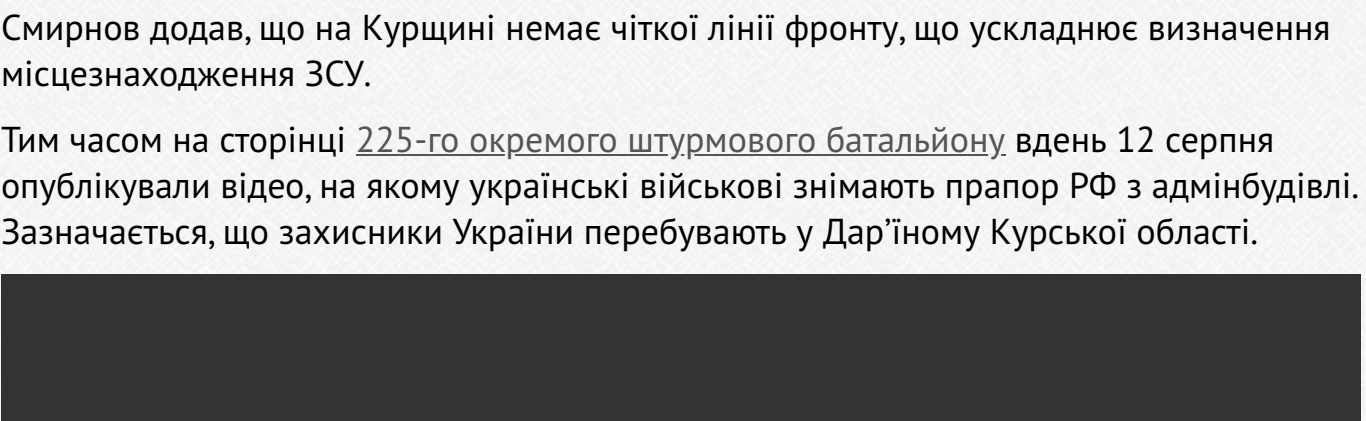 Смирнов додав, що на Курщині немає чіткої лінії фронту, що ускладнює визначення
місцезнаходження ЗСУ.
Тим часом на сторінці 225-го окремого штурмового батальйону вдень 12 серпня
опублікували відео, на якому українські військові знімають прапор РФ з адмінбудівлі.
Зазначається, що захисники України перебувають у Дар’їному Курської області.